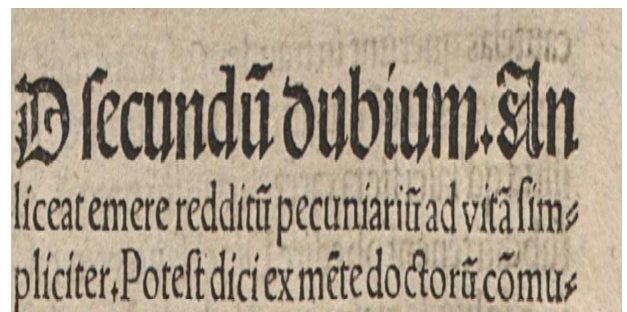 D ſecundū dubium. An
liceat emere redditū pecuniariū ad vitā ſim⸗
pliciter. Poteſt dici ex mēte doctorū cōmu⸗